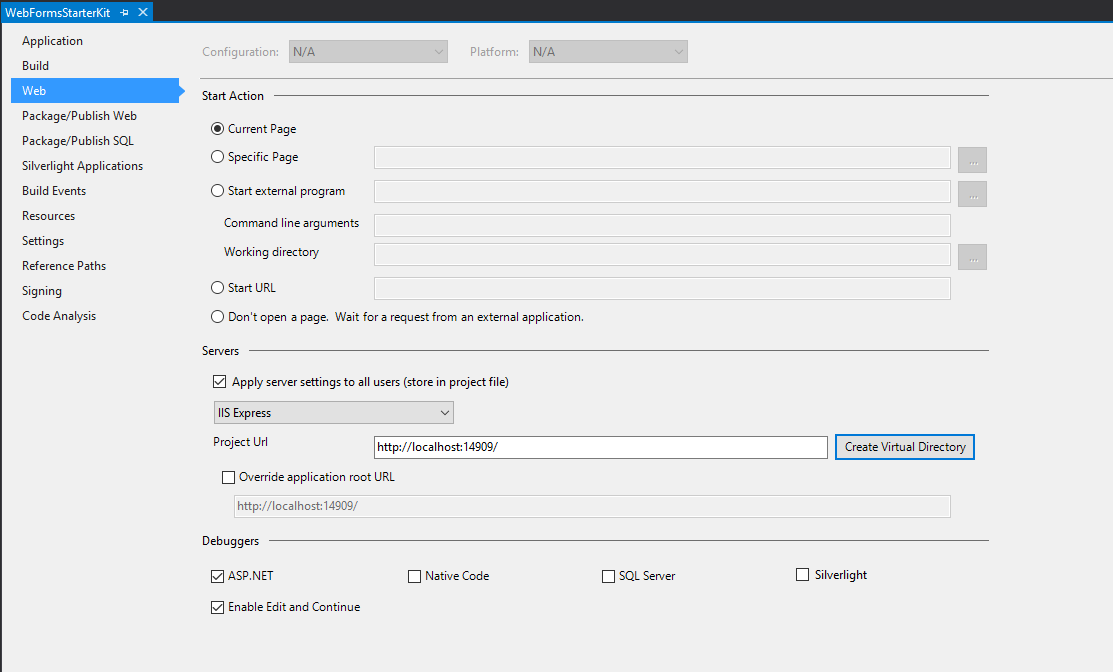 WebFormsStarterKit
Application
Build
Web
Package/Publish Web
Package/Publish SQL
Silverlight Applications
Build Events
Resources
Settings
Reference Paths
Signing
Code Analysis
Configuration: N/A Platform: N/A
Start Action
Current Page
Specific Page ...
Start external program ...
Command line arguments
Working directory ...
Start URL
Don't open a page.  Wait for a request from an external application.
Servers
Apply server settings to all users (store in project file)
IIS Express
Project Url http://localhost:14909/ Create Virtual Directory
Override application root URL
http://localhost:14909/
Debuggers
ASP.NET Native Code SQL Server Silverlight
Enable Edit and Continue